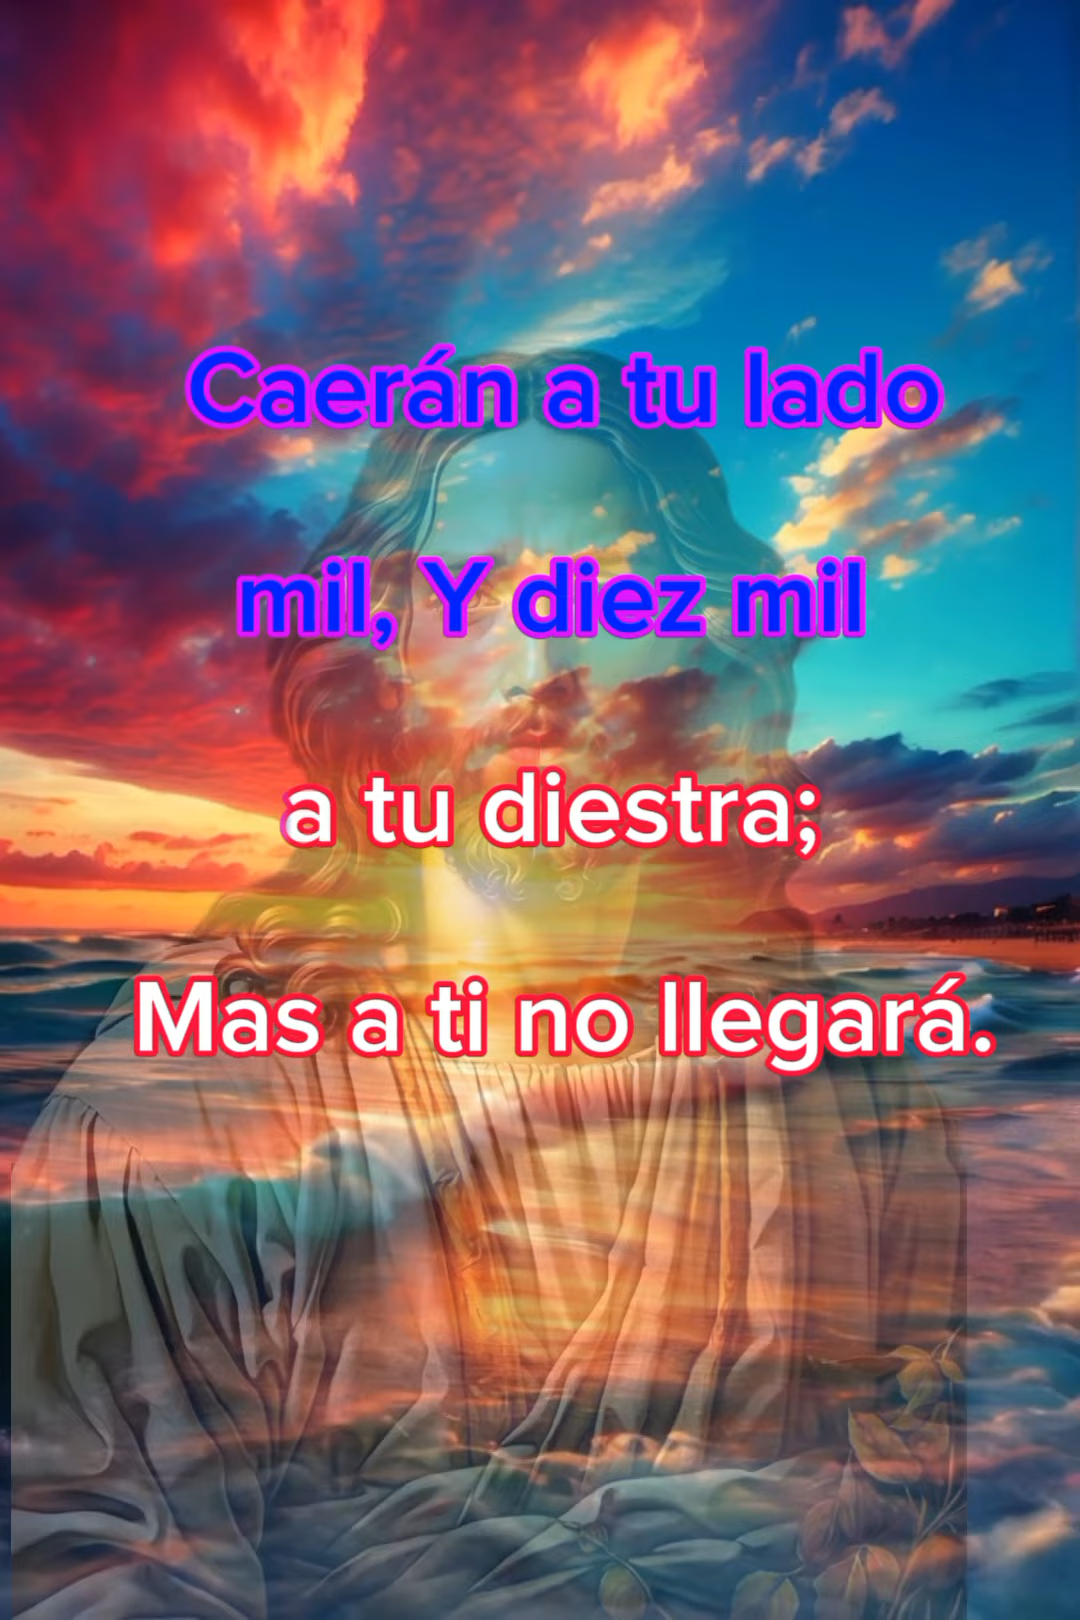 Caerán a tu lado
mil, Y diez mil
a tu diestra;
Mas a ti no llegará.